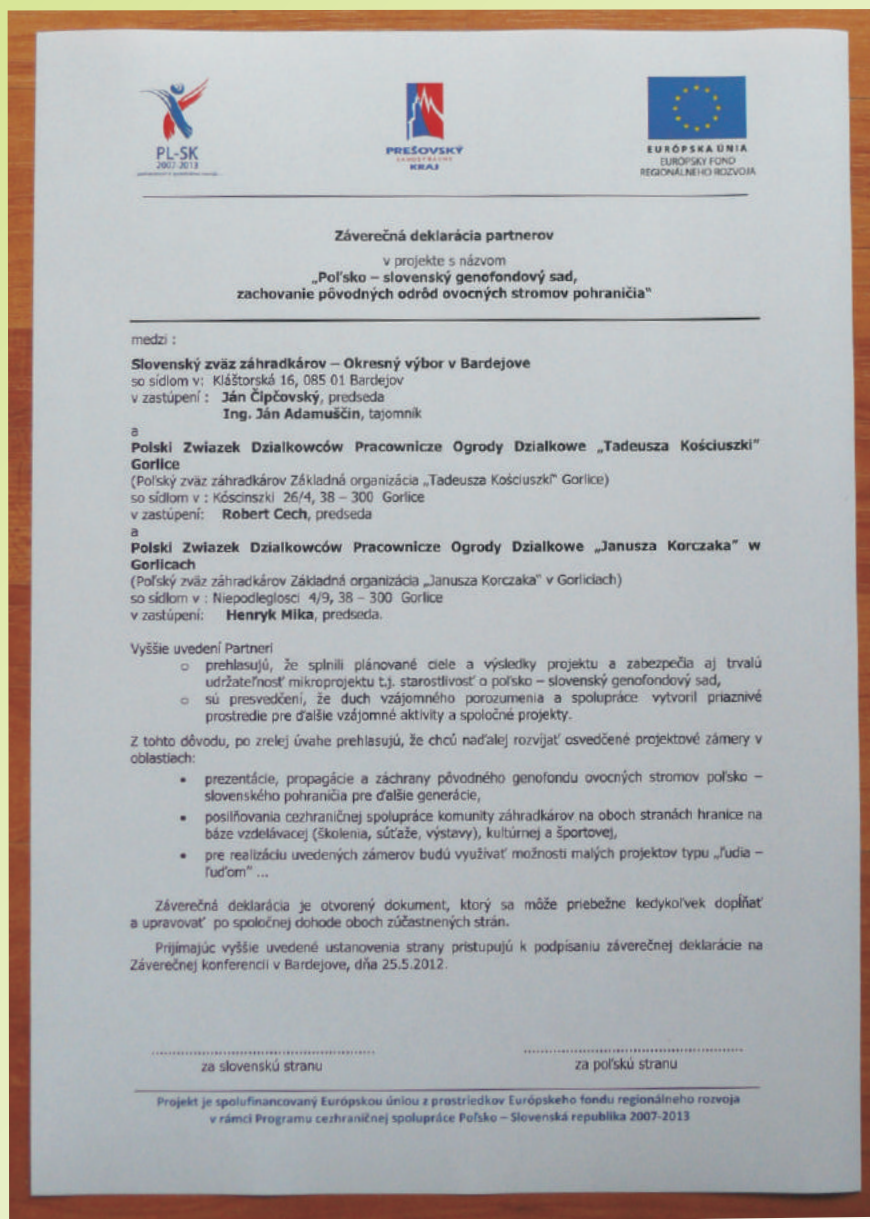 PL-SK
2007-2013
PREŠOVSKÝ
SAMOSPRÁVNY
KRAJ
EURÓPSKA ÚNIA
EURÓPSKY FOND
REGIONÁLNEHO ROZVOJA
Záverečná deklarácia partnerov
v projekte s názvom
„Poľsko – slovenský genofondový sad,
zachovanie pôvodných odrôd ovocných stromov pohraničia"
medzi :
Slovenský zväz záhradkárov – Okresný výbor v Bardejove
so sídlom v: Kláštorská 16, 085 01 Bardejov
v zastúpení : Ján Čipčovský, predseda
Ing. Ján Adamuščin, tajomník
a
Polski Zwiazek Dzialkowców Pracownicze Ogrody Dzialkowe „Tadeusza Kościuszki"
Gorlice
(Poľský zväz záhradkárov Základná organizácia „Tadeusza Kościuszki" Gorlice)
so sídlom v : Kóscinszki 26/4, 38 – 300 Gorlice
v zastúpení: Robert Cech, predseda
a
Polski Zwiazek Dzialkowców Pracownicze Ogrody Dzialkowe „Janusza Korczaka" w
Gorlicach
(Poľský zväz záhradkárov Základná organizácia „Janusza Korczaka" v Gorliciach)
so sídlom v : Niepodleglosci 4/9, 38 – 300 Gorlice
v zastúpení: Henryk Mika, predseda.
Vyššie uvedení Partneri
o prehlasujú, že splnili plánované ciele a výsledky projektu a zabezpečia aj trvalú
udržateľnosť mikroprojektu t.j. starostlivosť o poľsko – slovenský genofondový sad,
o sú presvedčení, že duch vzájomného porozumenia a spolupráce vytvoril priaznivé
prostredie pre ďalšie vzájomné aktivity a spoločné projekty.
Z tohto dôvodu, po zrelej úvahe prehlasujú, že chcú naďalej rozvíjať osvedčené projektové zámery v
oblastiach:
• prezentácie, propagácie a záchrany pôvodného genofondu ovocných stromov poľsko –
slovenského pohraničia pre ďalšie generácie,
• posilňovania cezhraničnej spolupráce komunity záhradkárov na oboch stranách hranice na
báze vzdelávacej (školenia, súťaže, výstavy), kultúrnej a športovej,
• pre realizáciu uvedených zámerov budú využívať možnosti malých projektov typu „ľudia –
ľuďom" ...
Záverečná deklarácia je otvorený dokument, ktorý sa môže priebežne kedykoľvek dopĺňať
a upravovať po spoločnej dohode oboch zúčastnených strán.
Prijímajúc vyššie uvedené ustanovenia strany pristupujú k podpísaniu záverečnej deklarácie na
Záverečnej konferencii v Bardejove, dňa 25.5.2012.
za slovenskú stranu
za poľskú stranu
Projekt je spolufinancovaný Európskou úniou z prostriedkov Európskeho fondu regionálneho rozvoja
v rámci Programu cezhraničnej spolupráce Poľsko – Slovenská republika 2007-2013